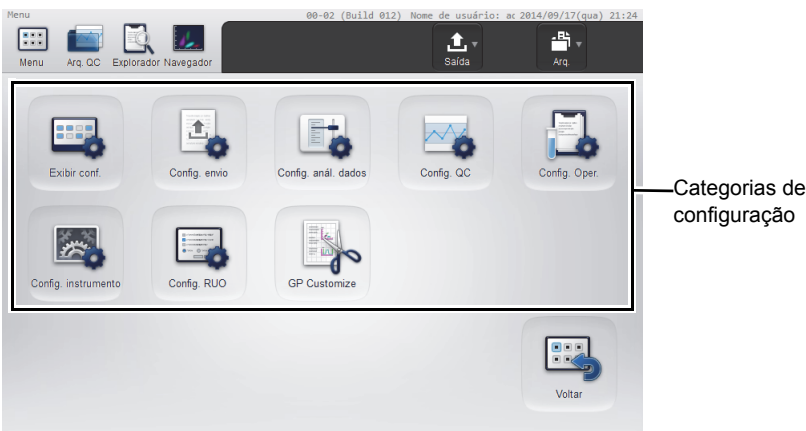 Menu
00-02 (Build 012) Nome de usuário: ac 2014/09/17(qua) 21:24
Menu
Arq. QC
Explorador
Navegador
Saída
Arq.
Exibir conf.
Config. envio
Config. anál. dados
Config. QC
Config. Oper.
Categorias de
configuração
Config. instrumento
Config. RUO
GP Customize
Voltar